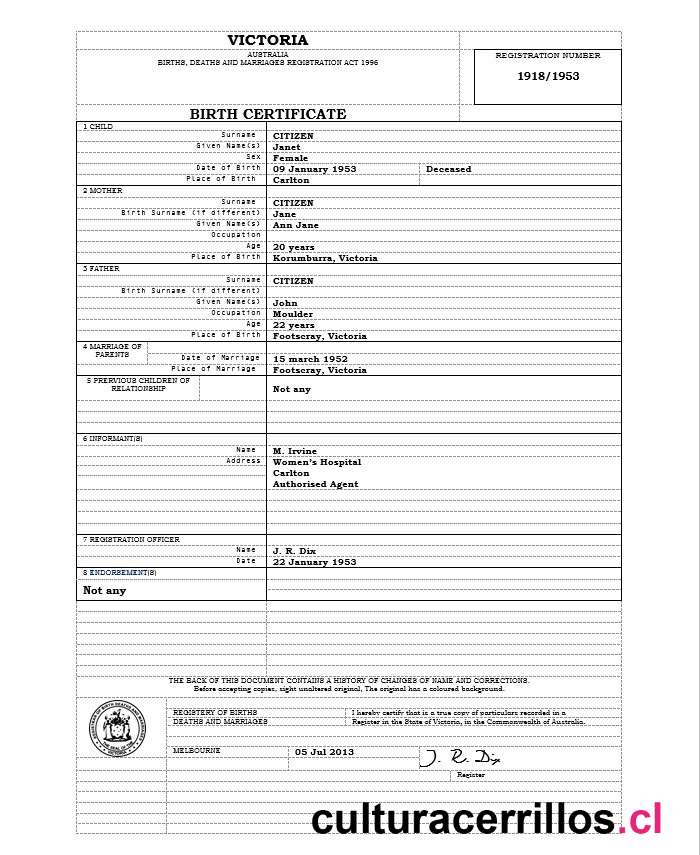 VICTORIA
AUSTRALIA
BIRTHS, DEATHS AND MARRIAGES REGISTRATION ACT 1996
REGISTRATION NUMBER
1918/1953
BIRTH CERTIFICATE
1 CHILD
Surname CITIZEN
Given Name(s) Janet
Sex Female
Date of Birth 09 January 1953 Deceased
Place of Birth Carlton
2 MOTHER
Surname CITIZEN
Birth Surname (if different) Jane
Given Name(s) Ann Jane
Occupation
Age 20 years
Place of Birth Korumburra, Victoria
3 FATHER
Surname CITIZEN
Birth Surname (if different)
Given Name(s) John
Occupation Moulder
Age 22 years
Place of Birth Footscray, Victoria
4 MARRIAGE OF
PARENTS
Date of Marriage 15 march 1952
Place of Marriage Footscray, Victoria
5 PRERVIOUS CHILDREN OF
RELATIONSHIP
Not any
6 INFORMANT(S)
Name M. Irvine
Address Women's Hospital
Carlton
Authorised Agent
7 REGISTRATION OFFICER
Name J. R. Dix
Date 22 January 1953
8 ENDORSEMENT(S)
Not any
THE BACK OF THIS DOCUMENT CONTAINS A HISTORY OF CHANGES OF NAME AND CORRECTIONS.
Before accepting copies, sight unaltered original, The original has a coloured background.
REGISTERY OF BIRTHS
DEATHS AND MARRIAGES
I hereby certify that is a true copy of particulars recorded in a
Register in the State of Victoria, in the Commonwealth of Australia.
MELBOURNE 05 Jul 2013 J. R. Dix
Register
culturacerrillos.cl